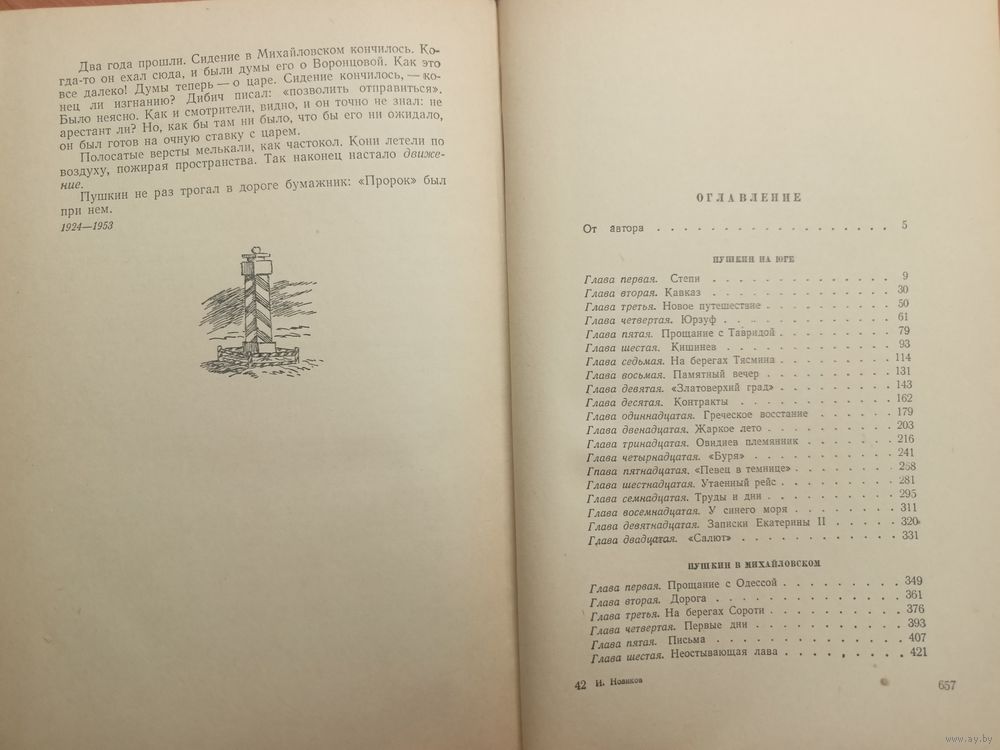 Два года прошли. Сидение в Михайловском кончилось. Ко-
гда-то он ехал сюда, и были думы его о Воронцовой. Как это
все далеко! Думы теперь — о царе. Сидение кончилось, — ко-
нец ли изгнанию? Дибич писал: «позволить отправиться».
Было неясно. Как и смотрители, видно, и он точно не знал: не
арестант ли? Но, как бы там ни было, что бы его ни ожидало,
он был готов на очную ставку с царем.
Полосатые версты мелькали, как частокол. Кони летели по
воздуху, пожирая пространства. Так наконец настало движе-
ние.
Пушкин не раз трогал в дороге бумажник: «Пророк» был
при нем.
1924—1953
ОГЛАВЛЕНИЕ
От автора . . . . . . . . . . . . . . . . . . 5
ПУШКИН НА ЮГЕ
Глава первая. Степи . . . . . . . . . . . . . . 9
Глава вторая. Кавказ . . . . . . . . . . . . . 30
Глава третья. Новое путешествие . . . . . . . . . 50
Глава четвертая. Юрзуф . . . . . . . . . . . . 61
Глава пятая. Прощание с Тавридой . . . . . . . . 79
Глава шестая. Кишинев . . . . . . . . . . . . 93
Глава седьмая. На берегах Тясмина . . . . . . . . 114
Глава восьмая. Памятный вечер . . . . . . . . . 131
Глава девятая. «Златоверхий град» . . . . . . . . 143
Глава десятая. Контракты . . . . . . . . . . . 162
Глава одиннадцатая. Греческое восстание . . . . . . 179
Глава двенадцатая. Жаркое лето . . . . . . . . . 203
Глава тринадцатая. Овидиев племянник . . . . . . . 216
Глава четырнадцатая. «Буря» . . . . . . . . . . 241
Глава пятнадцатая. «Певец в темнице» . . . . . . . 258
Глава шестнадцатая. Утаенный рейс . . . . . . . . 281
Глава семнадцатая. Труды и дни . . . . . . . . . 295
Глава восемнадцатая. У синего моря . . . . . . . . 311
Глава девятнадцатая. Записки Екатерины II . . . . . 320
Глава двадцатая. «Салют» . . . . . . . . . . . . 331
ПУШКИН В МИХАЙЛОВСКОМ
Глава первая. Прощание с Одессой . . . . . . . . . 349
Глава вторая. Дорога . . . . . . . . . . . . . 361
Глава третья. На берегах Сороти . . . . . . . . . 376
Глава четвертая. Первые дни . . . . . . . . . . 393
Глава пятая. Письма . . . . . . . . . . . . . 407
Глава шестая. Неостывающая лава . . . . . . . . . 421
42 И. Новиков
657
www.ay.by